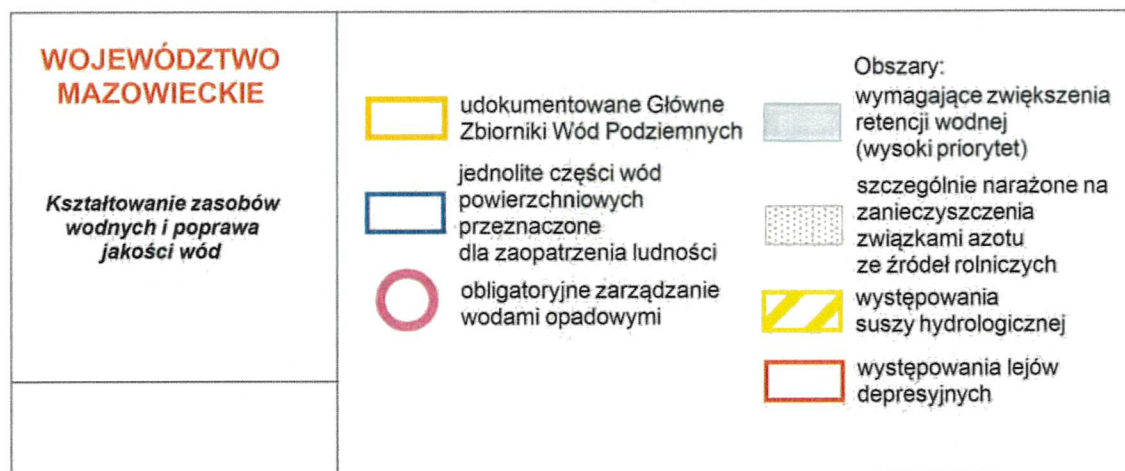 WOJEWÓDZTWO
MAZOWIECKIE
Kształtowanie zasobów
wodnych i poprawa
jakości wód
udokumentowane Główne
Zbiorniki Wód Podziemnych
jednolite części wód
powierzchniowych
przeznaczone
dla zaopatrzenia ludności
obligatoryjne zarządzanie
wodami opadowymi
Obszary:
wymagające zwiększenia
retencji wodnej
(wysoki priorytet)
szczególnie narażone na
zanieczyszczenia
związkami azotu
ze źródeł rolniczych
występowania
suszy hydrologicznej
występowania lejów
depresyjnych